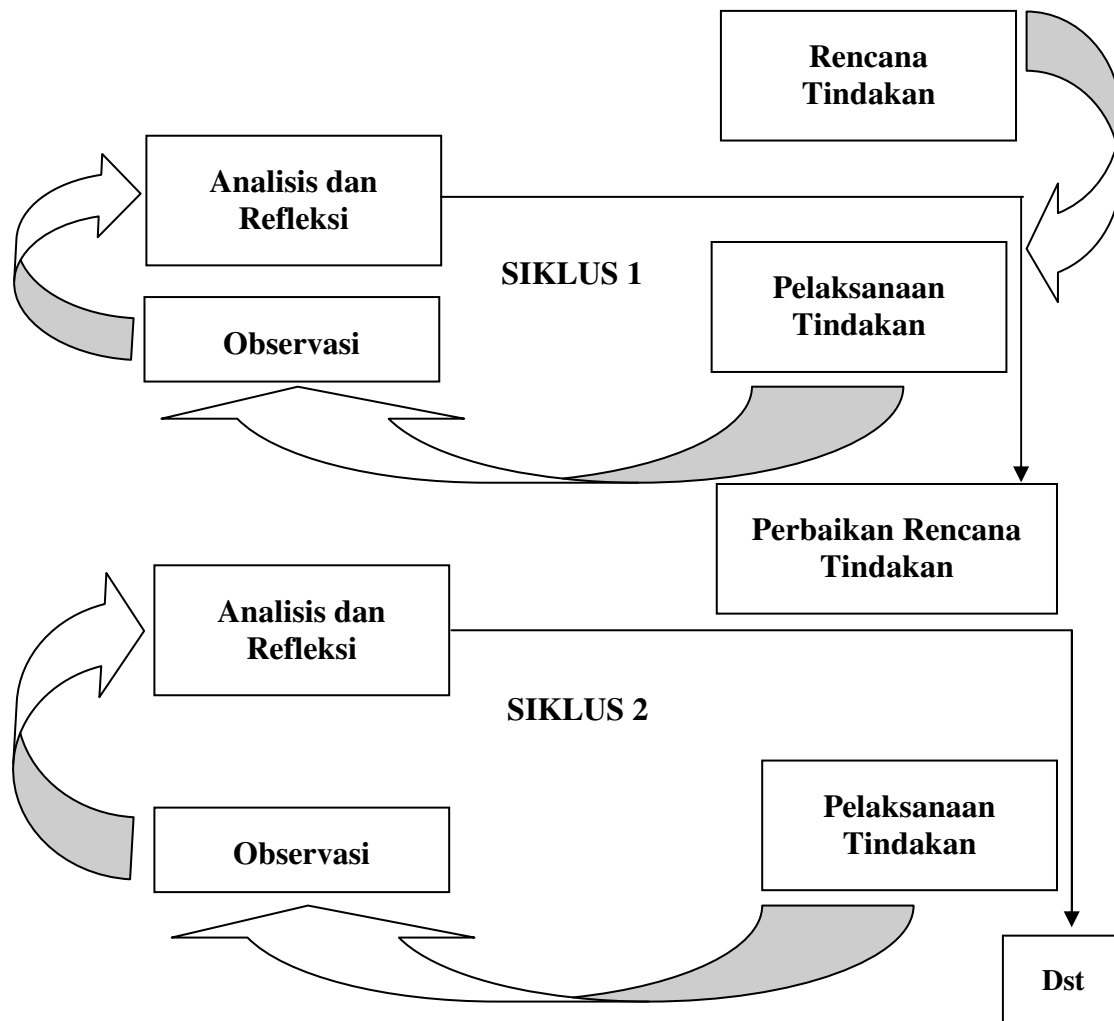 Rencana
Tindakan
Analisis dan
Refleksi
SIKLUS 1
Pelaksanaan
Tindakan
Observasi
Perbaikan Rencana
Tindakan
Analisis dan
Refleksi
SIKLUS 2
Pelaksanaan
Tindakan
Observasi
Dst